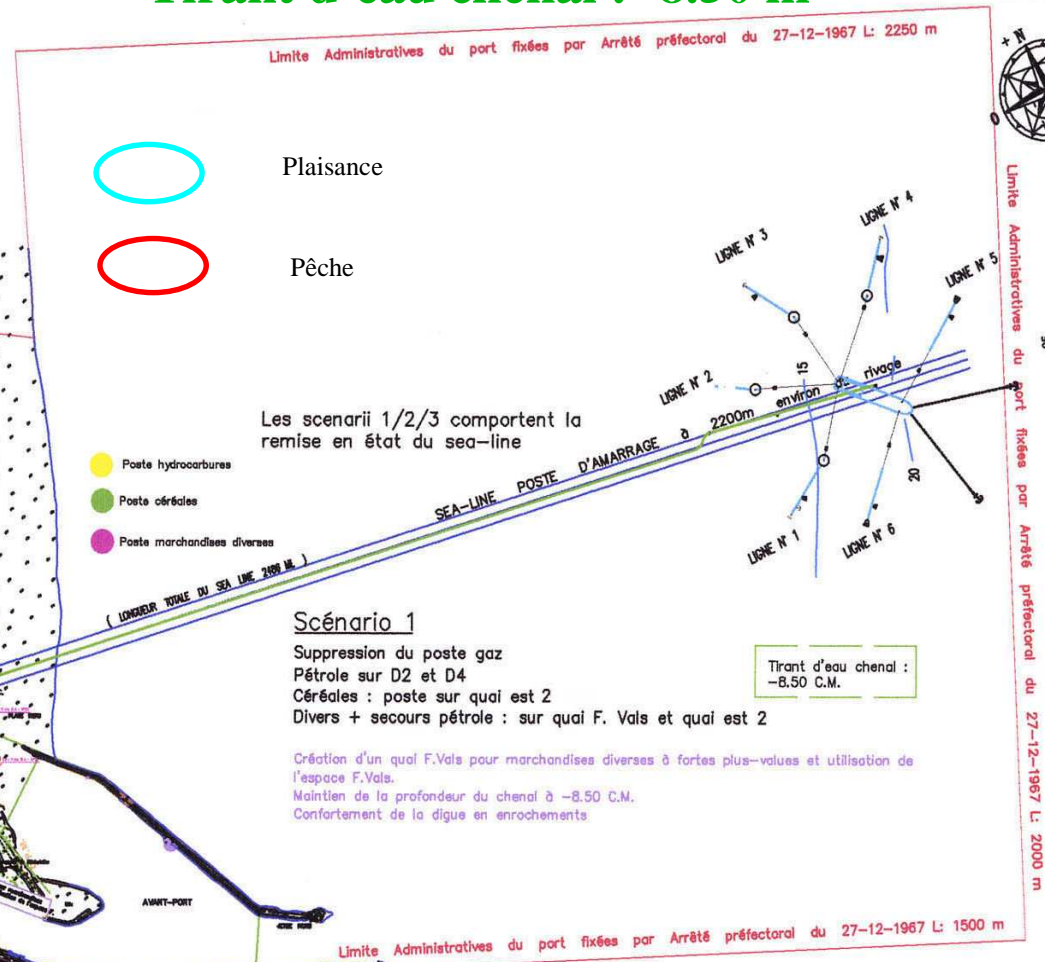 Limite Administratives du port fixées par Arrêté préfectoral du 27-12-1967 L: 2250 m
+ N
O
Plaisance
Pêche
Limite Administratives du port fixées par Arrêté préfectoral du 27-12-1967 L: 2000 m
LIGNE N° 3
LIGNE N° 4
LIGNE N° 5
LIGNE N° 2
15
20
LIGNE N° 1
LIGNE N° 6
Les scenarii 1/2/3 comportent la
remise en état du sea-line
SEA-LINE POSTE D'AMARRAGE à 2200m environ du rivage
( LONGUEUR TOTALE DU SEA LINE 2400 ML )
Poste hydrocarbures
Poste céréales
Poste marchandises diverses
Scénario 1
Suppression du poste gaz
Pétrole sur D2 et D4
Céréales : poste sur quai est 2
Divers + secours pétrole : sur quai F. Vals et quai est 2
Tirant d'eau chenal :
-8.50 C.M.
Création d'un quai F.Vals pour marchandises diverses à fortes plus-values et utilisation de
l'espace F.Vals.
Maintien de la profondeur du chenal à -8.50 C.M.
Confortement de la digue en enrochements
AVANT-PORT
Limite Administratives du port fixées par Arrêté préfectoral du 27-12-1967 L: 1500 m